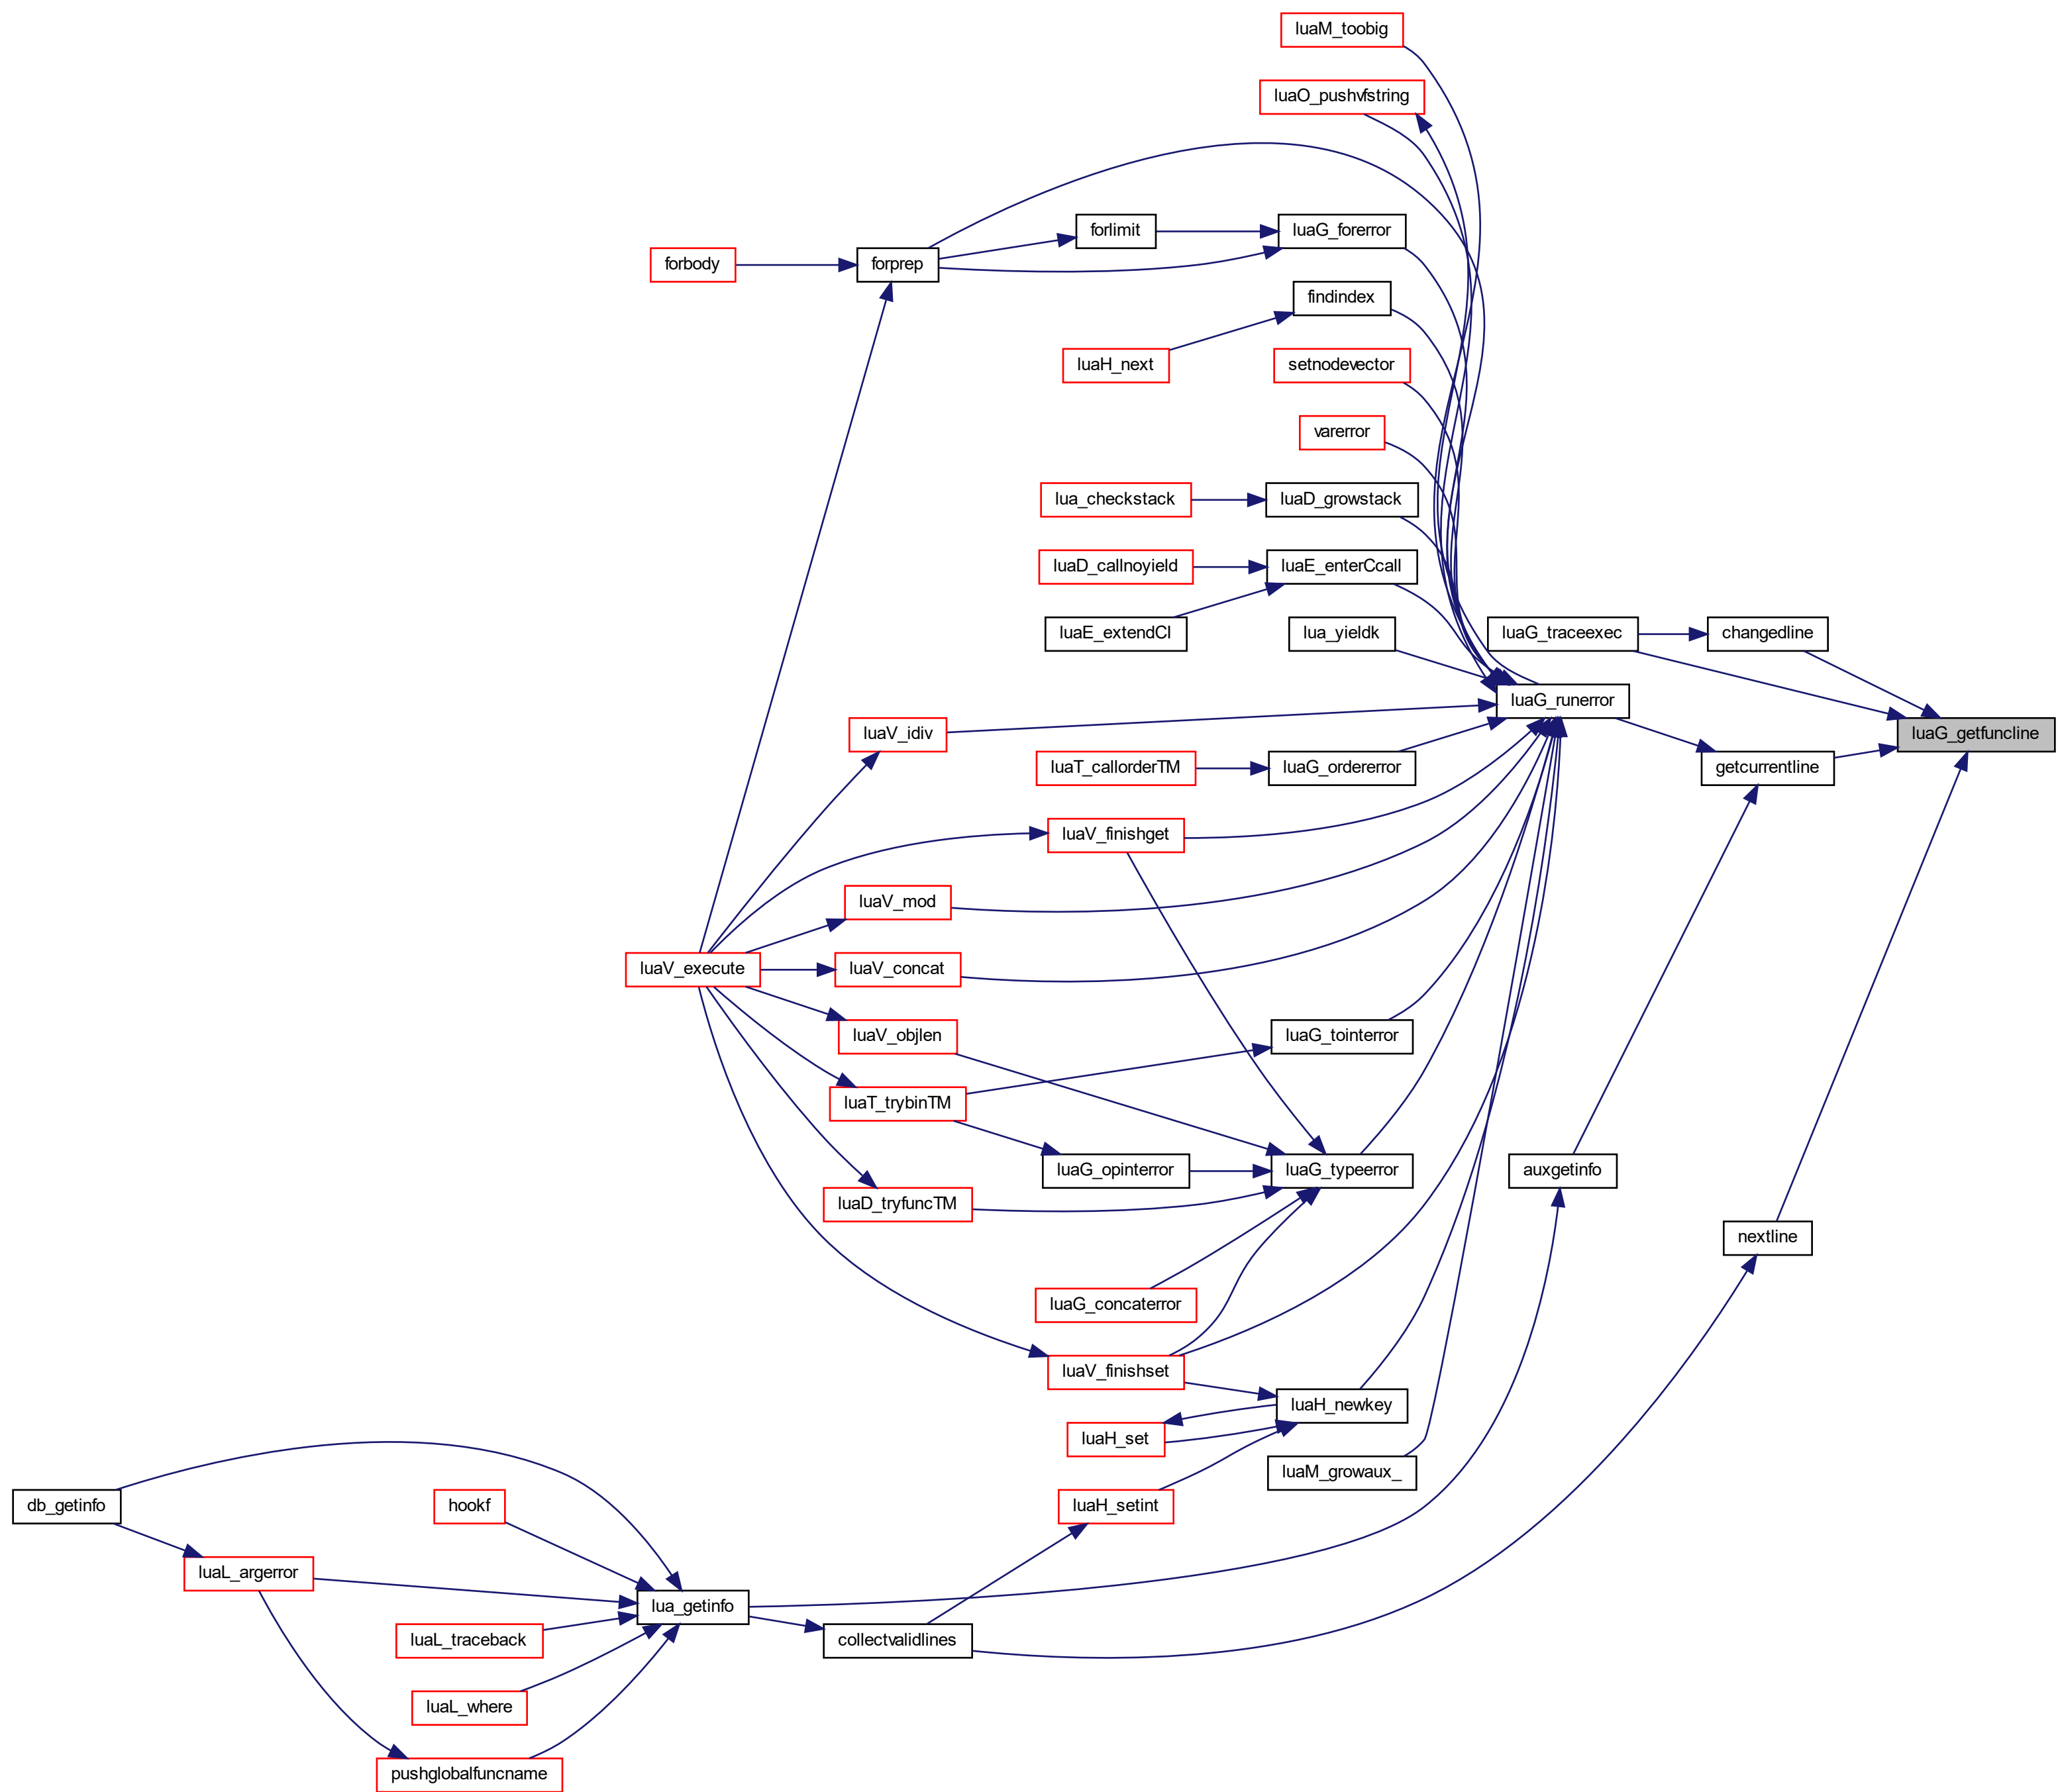 luaM_toobig
luaO_pushvfstring
forlimit
luaG_forerror
forbody
forprep
findindex
luaH_next
setnodevector
varerror
lua_checkstack
luaD_growstack
luaD_callnoyield
luaE_enterCcall
luaE_extendCI
lua_yieldk
luaG_traceexec
changedline
luaG_runerror
luaV_idiv
luaG_getfuncline
luaT_callorderTM
luaG_ordererror
getcurrentline
luaV_finishget
luaV_mod
luaV_execute
luaV_concat
luaV_objlen
luaG_tointerror
luaT_trybinTM
luaG_opinterror
luaG_typeerror
auxgetinfo
luaD_tryfuncTM
nextline
luaG_concaterror
luaV_finishset
luaH_newkey
luaH_set
luaM_growaux_
db_getinfo
hookf
luaH_setint
luaL_argerror
lua_getinfo
luaL_traceback
collectvalidlines
luaL_where
pushglobalfuncname